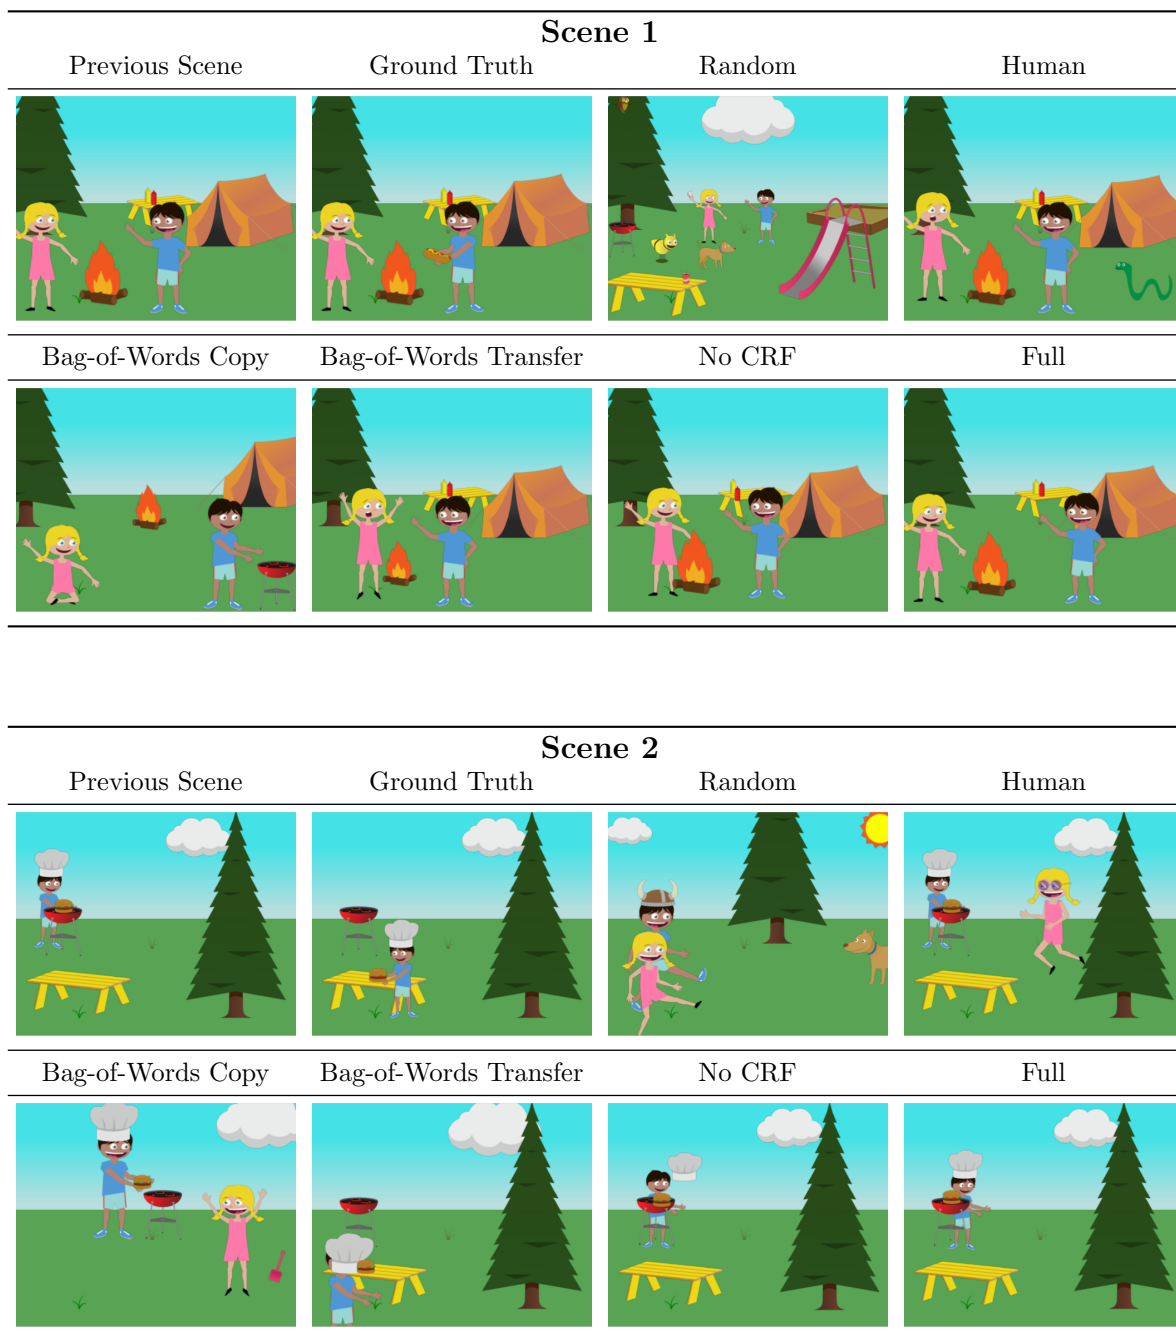 Scene 1
Previous Scene Ground Truth Random Human
Bag-of-Words Copy Bag-of-Words Transfer No CRF Full
Scene 2
Previous Scene Ground Truth Random Human
Bag-of-Words Copy Bag-of-Words Transfer No CRF Full